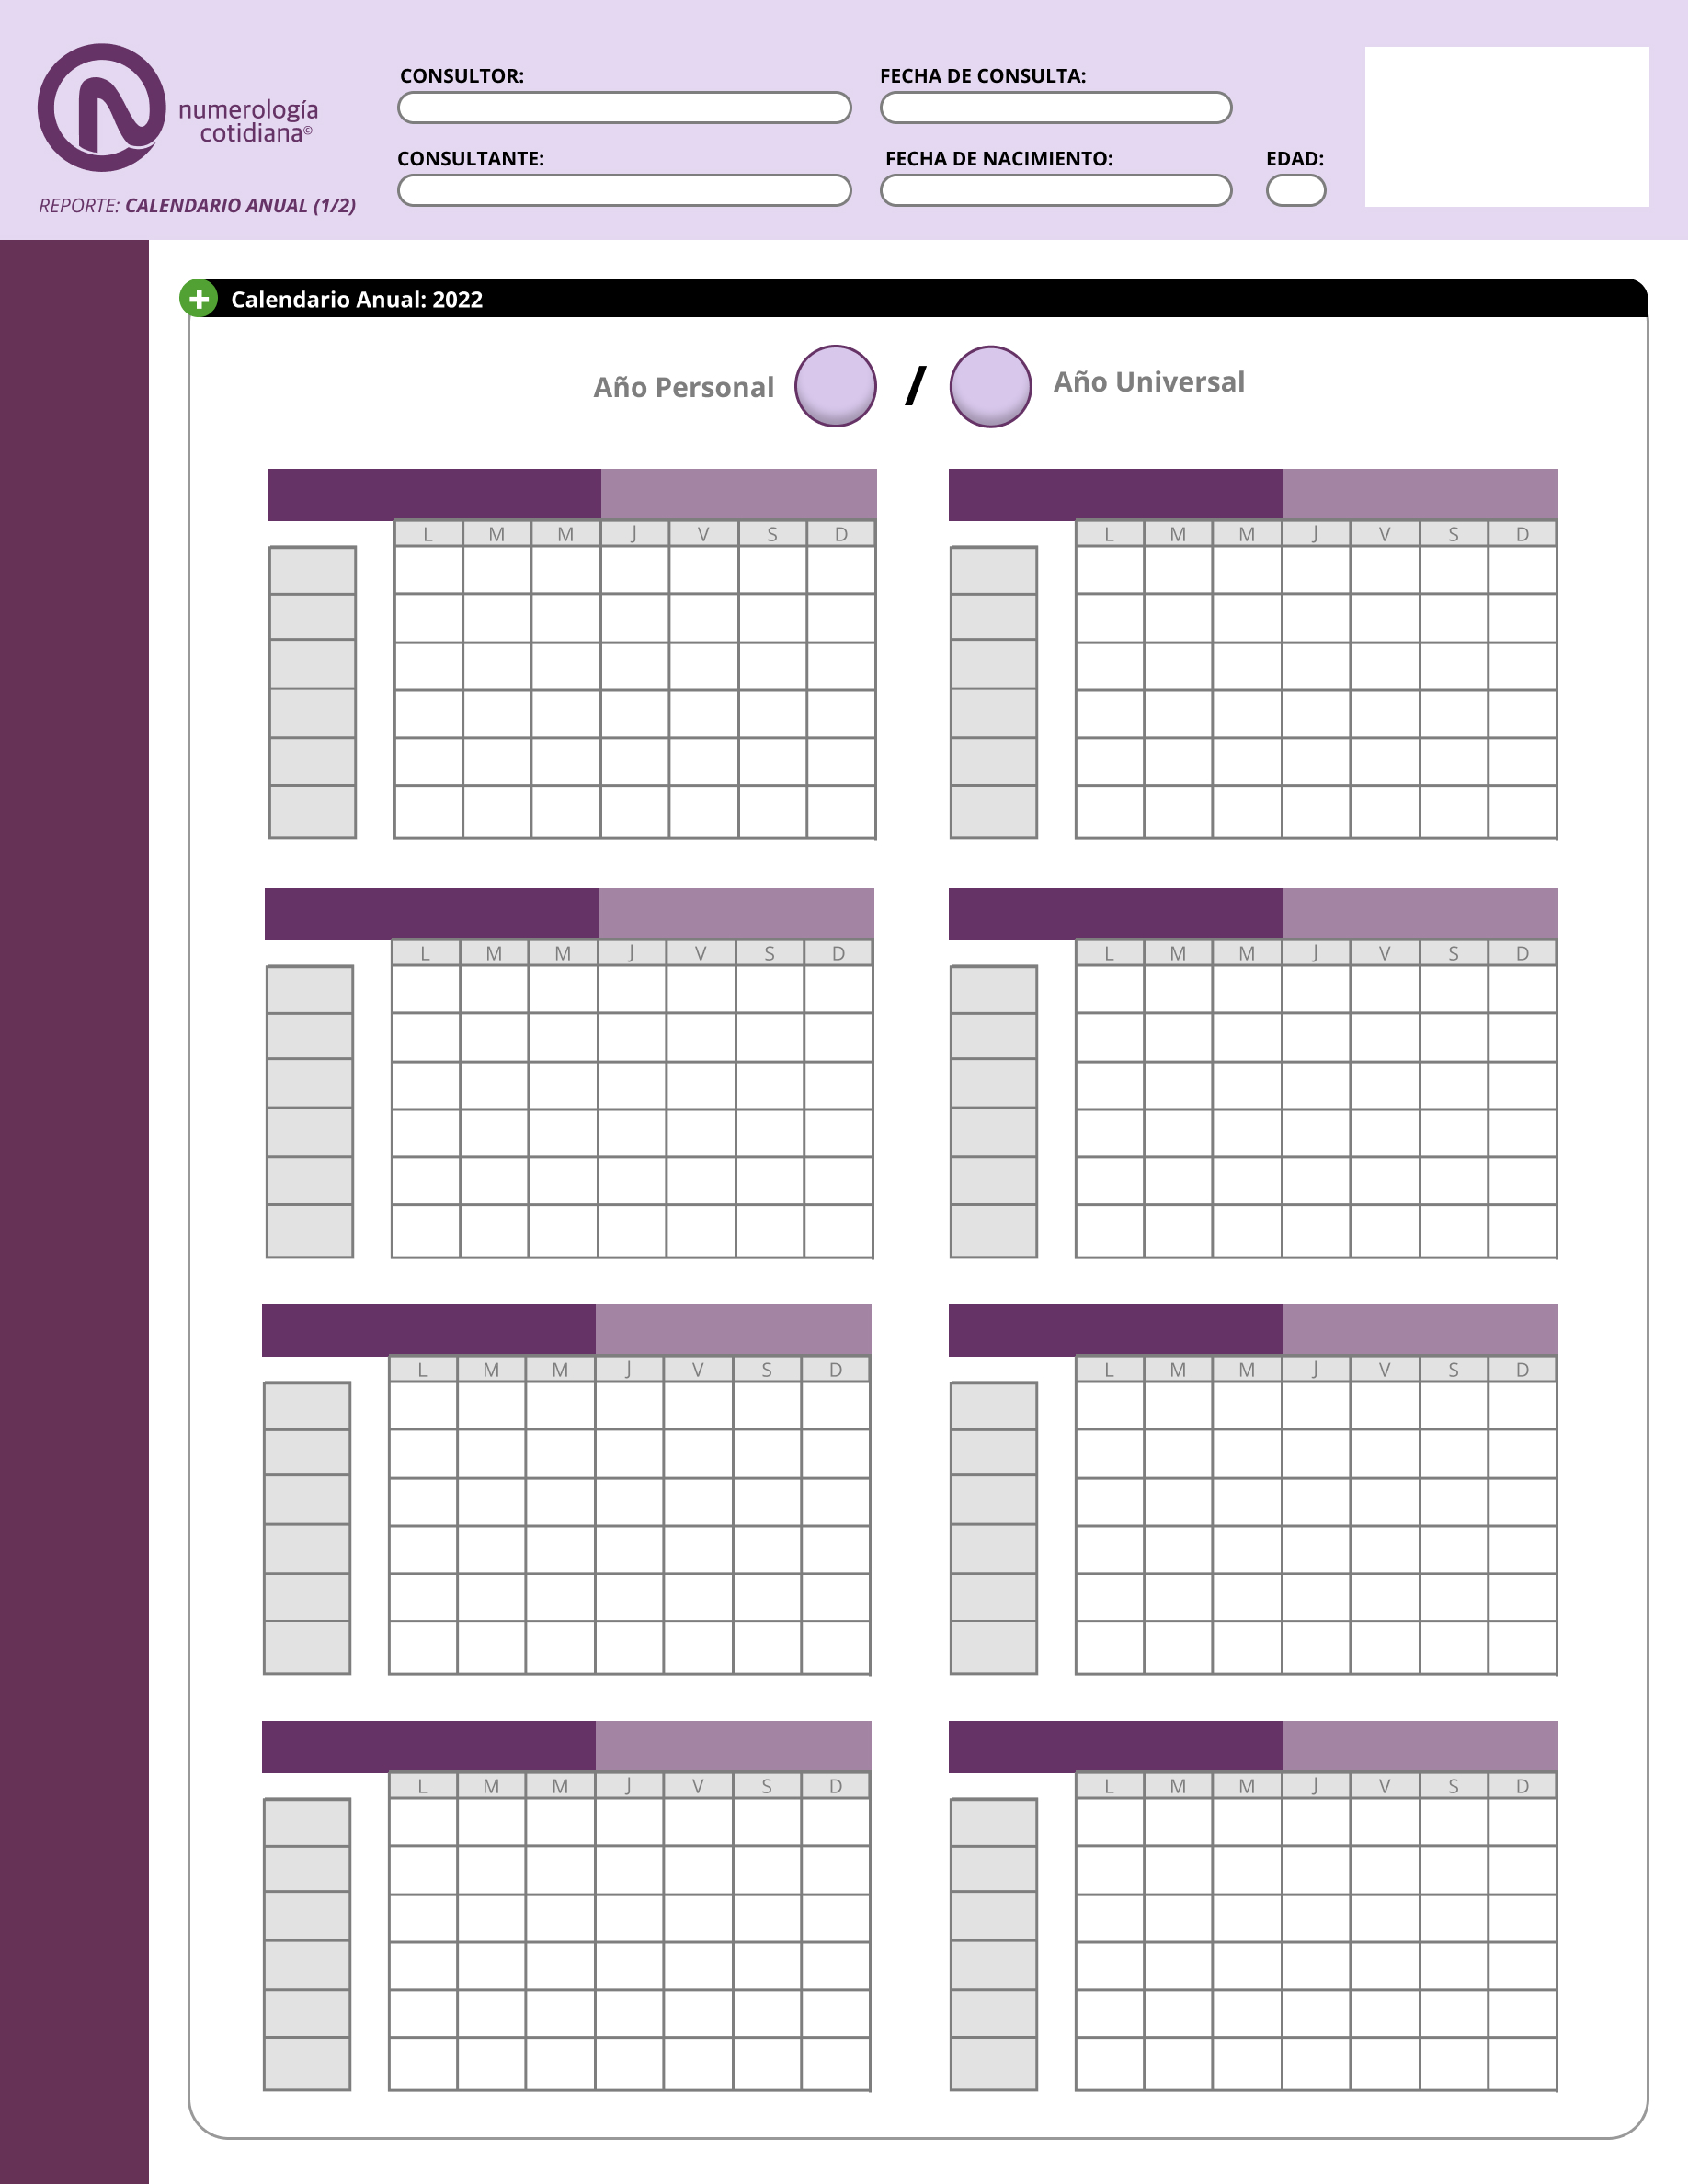 numerología
cotidiana©
REPORTE: CALENDARIO ANUAL (1/2)
CONSULTOR:
FECHA DE CONSULTA:
CONSULTANTE:
FECHA DE NACIMIENTO:
EDAD:
Calendario Anual: 2022
Año Personal / Año Universal
L M M J V S D
L M M J V S D
L M M J V S D
L M M J V S D
L M M J V S D
L M M J V S D
L M M J V S D
L M M J V S D